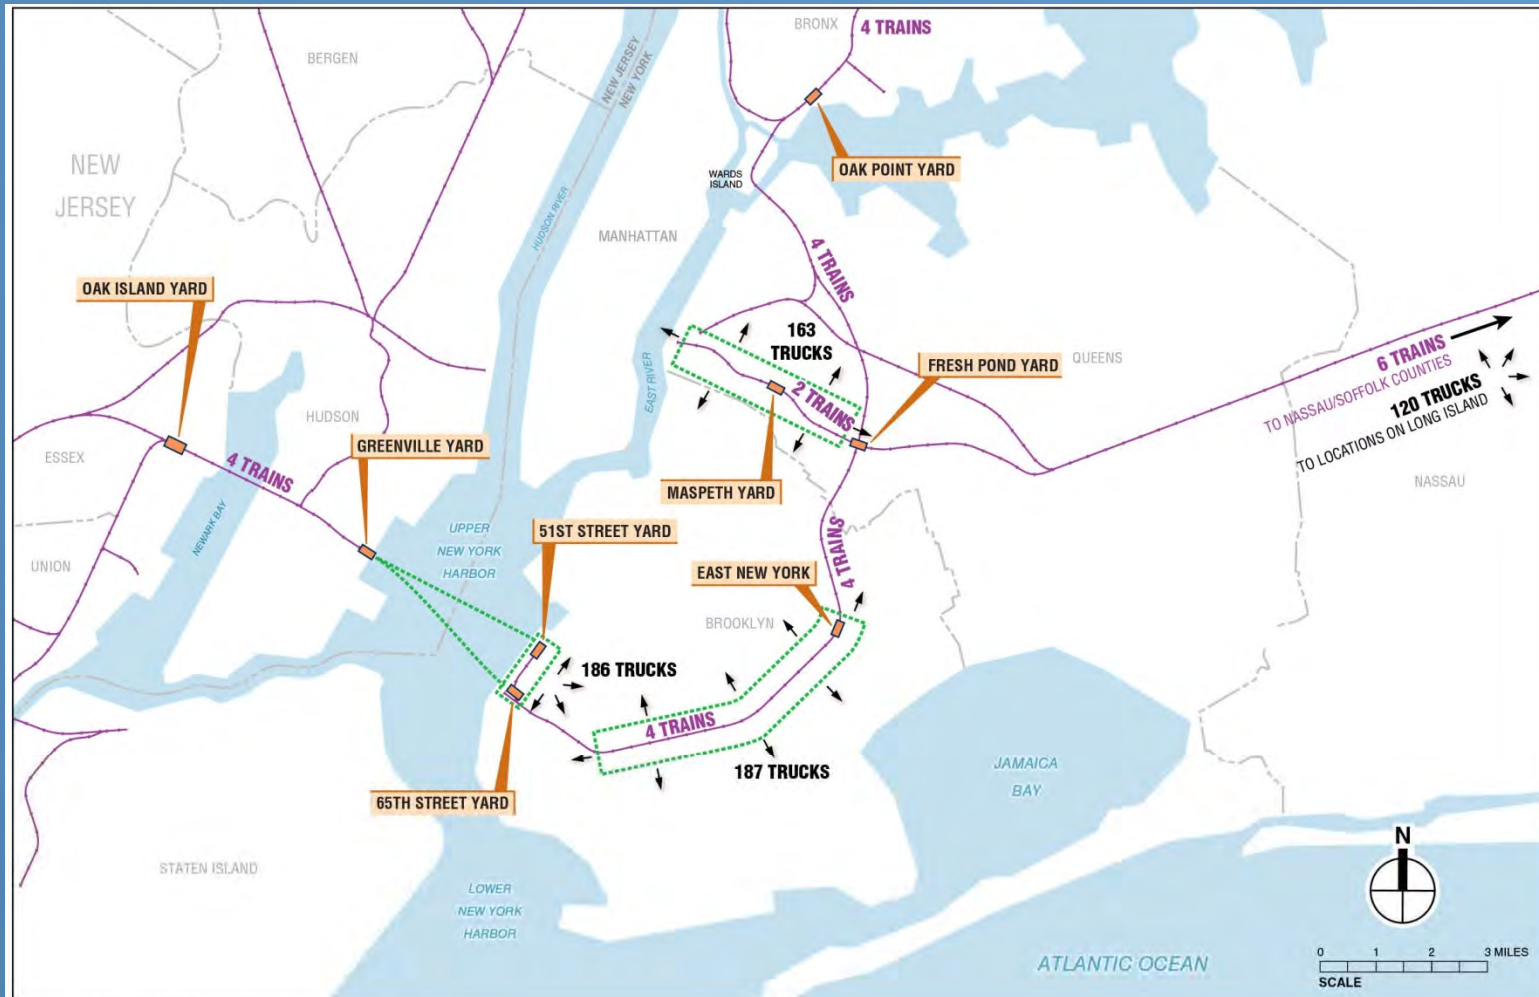 BRONX
4 TRAINS
BERGEN
NEW JERSEY
NEW YORK
NEW
JERSEY
WARDS
ISLAND
OAK POINT YARD
HUDSON RIVER
MANHATTAN
4 TRAINS
OAK ISLAND YARD
163
TRUCKS
EAST RIVER
FRESH POND YARD
QUEENS
6 TRAINS
TO NASSAU/SOFFOLK COUNTIES
120 TRUCKS
TO LOCATIONS ON LONG ISLAND
2 TRAINS
HUDSON
GREENVILLE YARD
ESSEX
4 TRAINS
MASPETH YARD
NASSAU
NEWARK BAY
UPPER
NEW YORK
HARBOR
51ST STREET YARD
4 TRAINS
UNION
EAST NEW YORK
BROOKLYN
186 TRUCKS
4 TRAINS
187 TRUCKS
JAMAICA
BAY
65TH STREET YARD
STATEN ISLAND
LOWER
NEW YORK
HARBOR
ATLANTIC OCEAN
N
0 1 2 3 MILES
SCALE